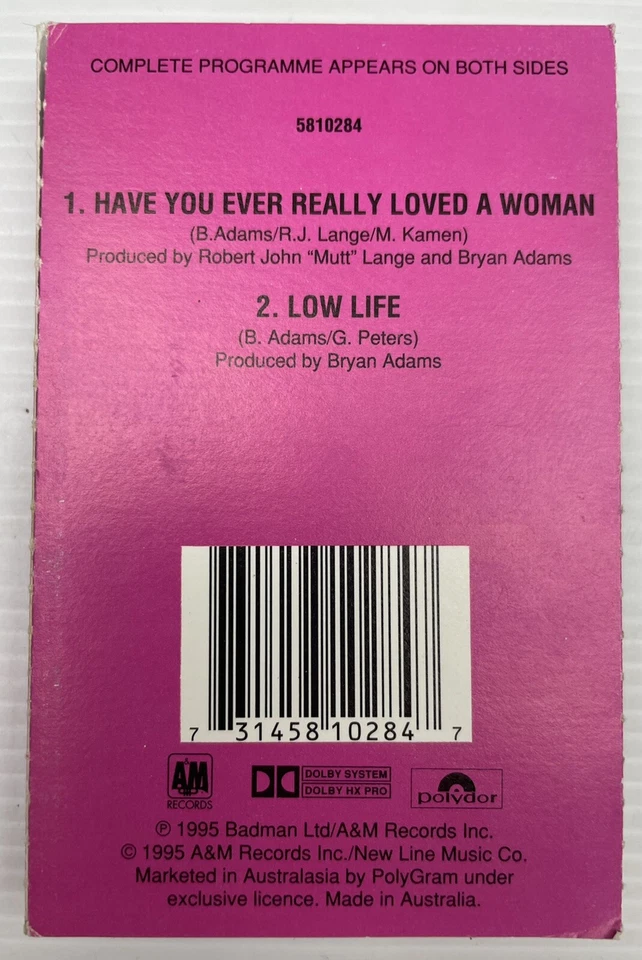 COMPLETE PROGRAMME APPEARS ON BOTH SIDES
5810284
1. HAVE YOU EVER REALLY LOVED A WOMAN
(B.Adams/R.J. Lange/M. Kamen)
Produced by Robert John “Mutt” Lange and Bryan Adams
2. LOW LIFE
(B. Adams/G. Peters)
Produced by Bryan Adams
7 31458 10284 7
A&M RECORDS
DOLBY SYSTEM
DOLBY HX PRO
polydor
℗ 1995 Badman Ltd/A&M Records Inc.
© 1995 A&M Records Inc./New Line Music Co.
Marketed in Australasia by PolyGram under
exclusive licence. Made in Australia.